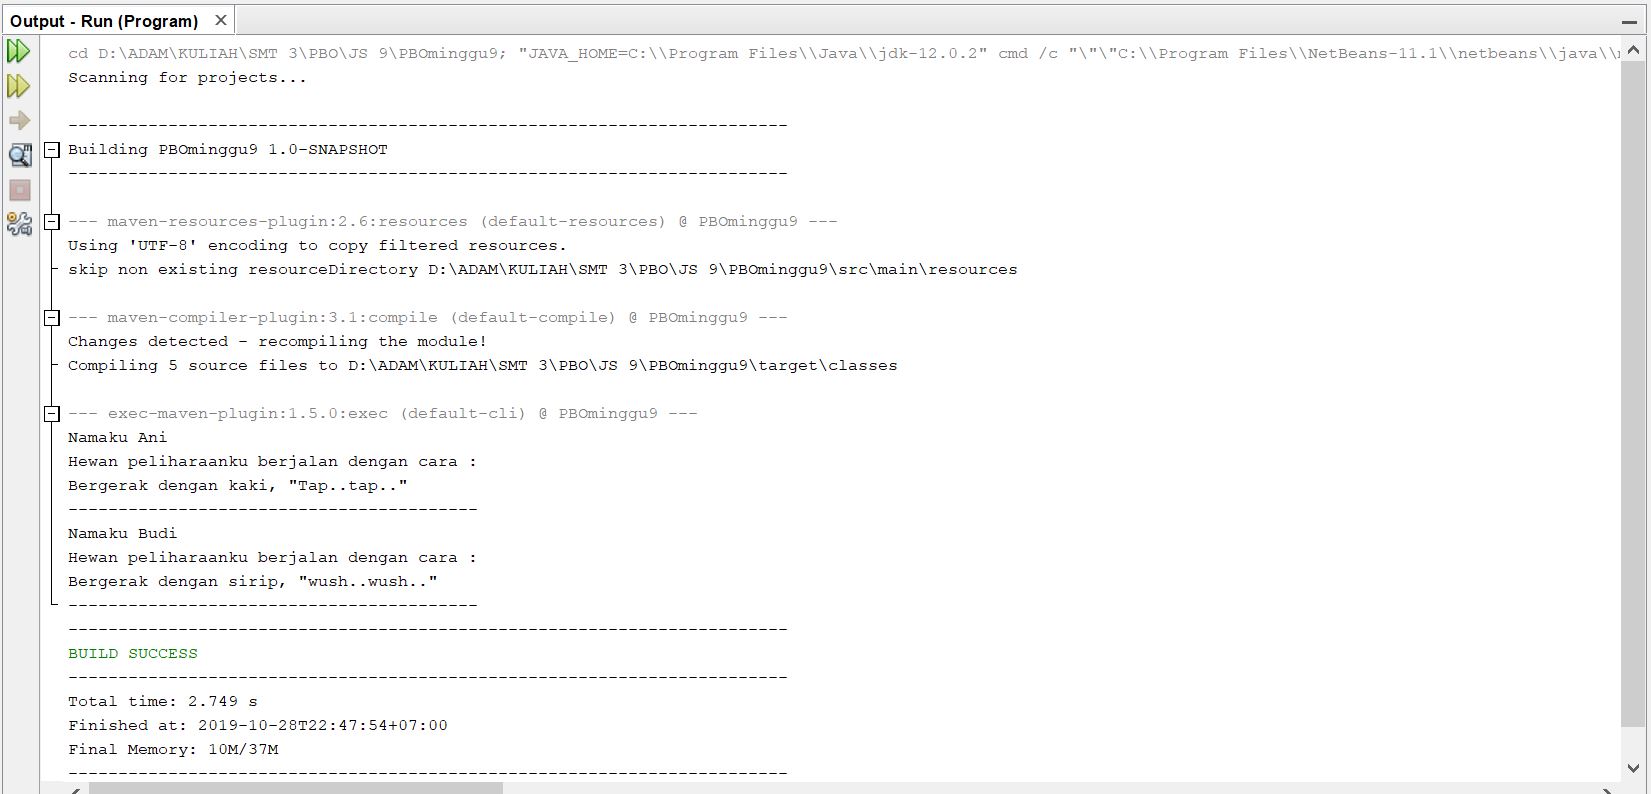 Output - Run (Program)
cd D:\ADAM\KULIAH\SMT 3\PBO\JS 9\PBOminggu9; "JAVA_HOME=C:\\Program Files\\Java\\jdk-12.0.2" cmd /c "\"\"C:\\Program Files\\NetBeans-11.1\\netbeans\\java\\
Scanning for projects...
------------------------------------------------------------------------
Building PBOminggu9 1.0-SNAPSHOT
------------------------------------------------------------------------
--- maven-resources-plugin:2.6:resources (default-resources) @ PBOminggu9 ---
Using 'UTF-8' encoding to copy filtered resources.
skip non existing resourceDirectory D:\ADAM\KULIAH\SMT 3\PBO\JS 9\PBOminggu9\src\main\resources
--- maven-compiler-plugin:3.1:compile (default-compile) @ PBOminggu9 ---
Changes detected - recompiling the module!
Compiling 5 source files to D:\ADAM\KULIAH\SMT 3\PBO\JS 9\PBOminggu9\target\classes
--- exec-maven-plugin:1.5.0:exec (default-cli) @ PBOminggu9 ---
Namaku Ani
Hewan peliharaanku berjalan dengan cara :
Bergerak dengan kaki, "Tap..tap.."
-----------------------------------------
Namaku Budi
Hewan peliharaanku berjalan dengan cara :
Bergerak dengan sirip, "wush..wush.."
-----------------------------------------
------------------------------------------------------------------------
BUILD SUCCESS
------------------------------------------------------------------------
Total time: 2.749 s
Finished at: 2019-10-28T22:47:54+07:00
Final Memory: 10M/37M
------------------------------------------------------------------------